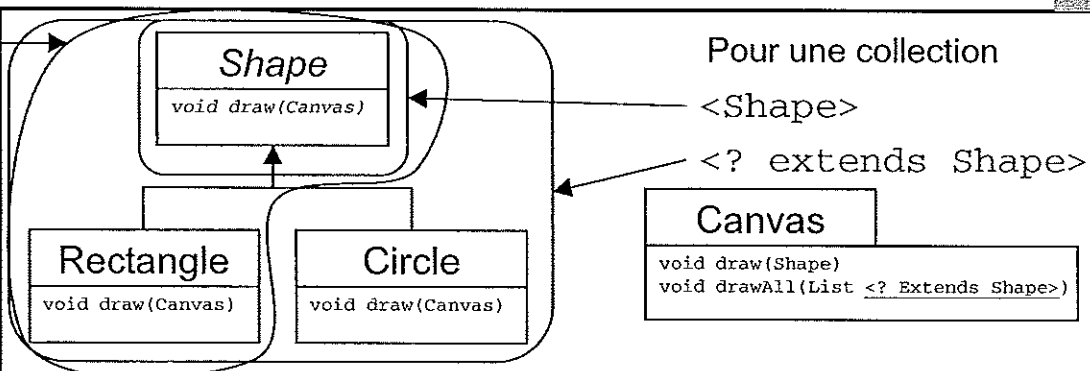 Shape
void draw(Canvas)
Rectangle
void draw(Canvas)
Circle
void draw(Canvas)
Pour une collection
<Shape>
<? extends Shape>
Canvas
void draw(Shape)
void drawAll(List <? Extends Shape>)